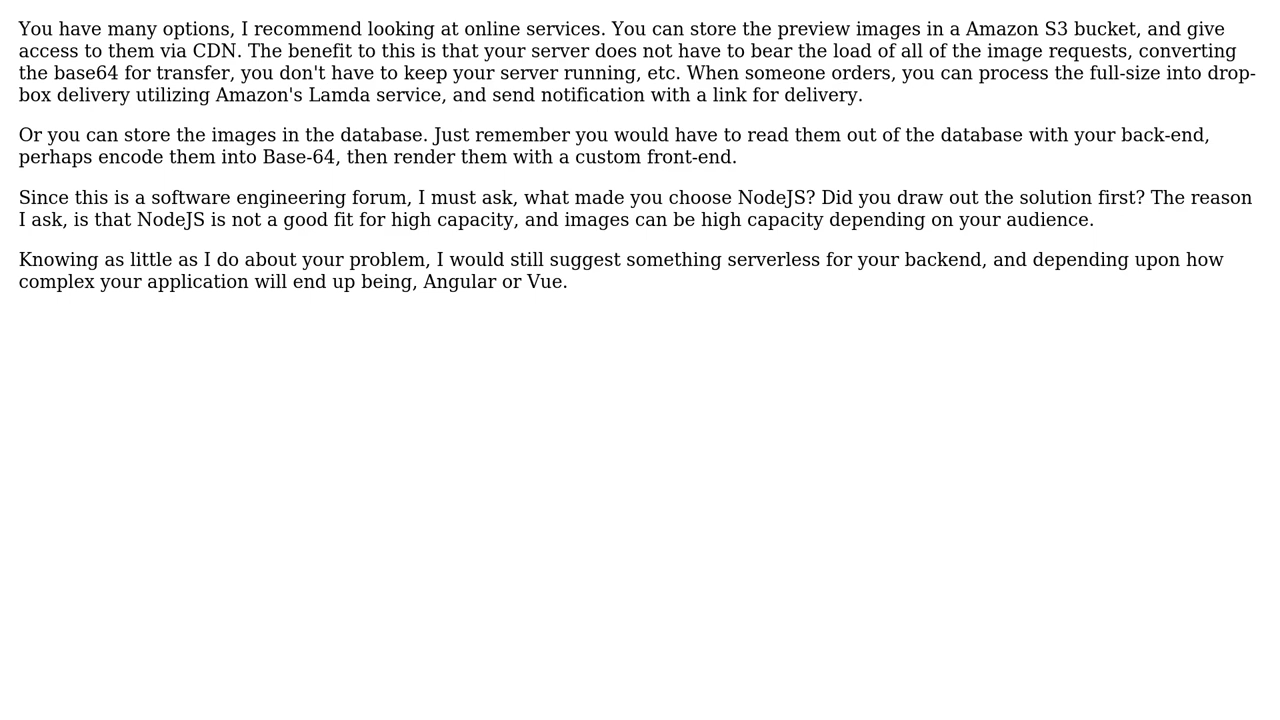 You have many options, I recommend looking at online services. You can store the preview images in a Amazon S3 bucket, and give
access to them via CDN. The benefit to this is that your server does not have to bear the load of all of the image requests, converting
the base64 for transfer, you don't have to keep your server running, etc. When someone orders, you can process the full-size into drop-
box delivery utilizing Amazon's Lamda service, and send notification with a link for delivery.
Or you can store the images in the database. Just remember you would have to read them out of the database with your back-end,
perhaps encode them into Base-64, then render them with a custom front-end.
Since this is a software engineering forum, I must ask, what made you choose NodeJS? Did you draw out the solution first? The reason
I ask, is that NodeJS is not a good fit for high capacity, and images can be high capacity depending on your audience.
Knowing as little as I do about your problem, I would still suggest something serverless for your backend, and depending upon how
complex your application will end up being, Angular or Vue.